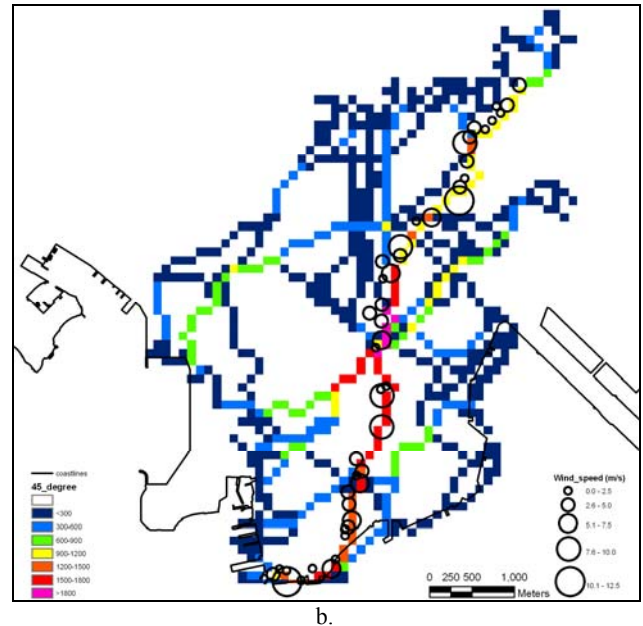 coastlines
45_degree
<300
300-600
600-900
900-1200
1200-1500
1500-1800
>1800
Wind_speed (m/s)
0.0 - 2.5
2.6 - 5.0
5.1 - 7.5
7.6 - 10.0
10.1 - 12.5
0 250 500 1,000
Meters
b.